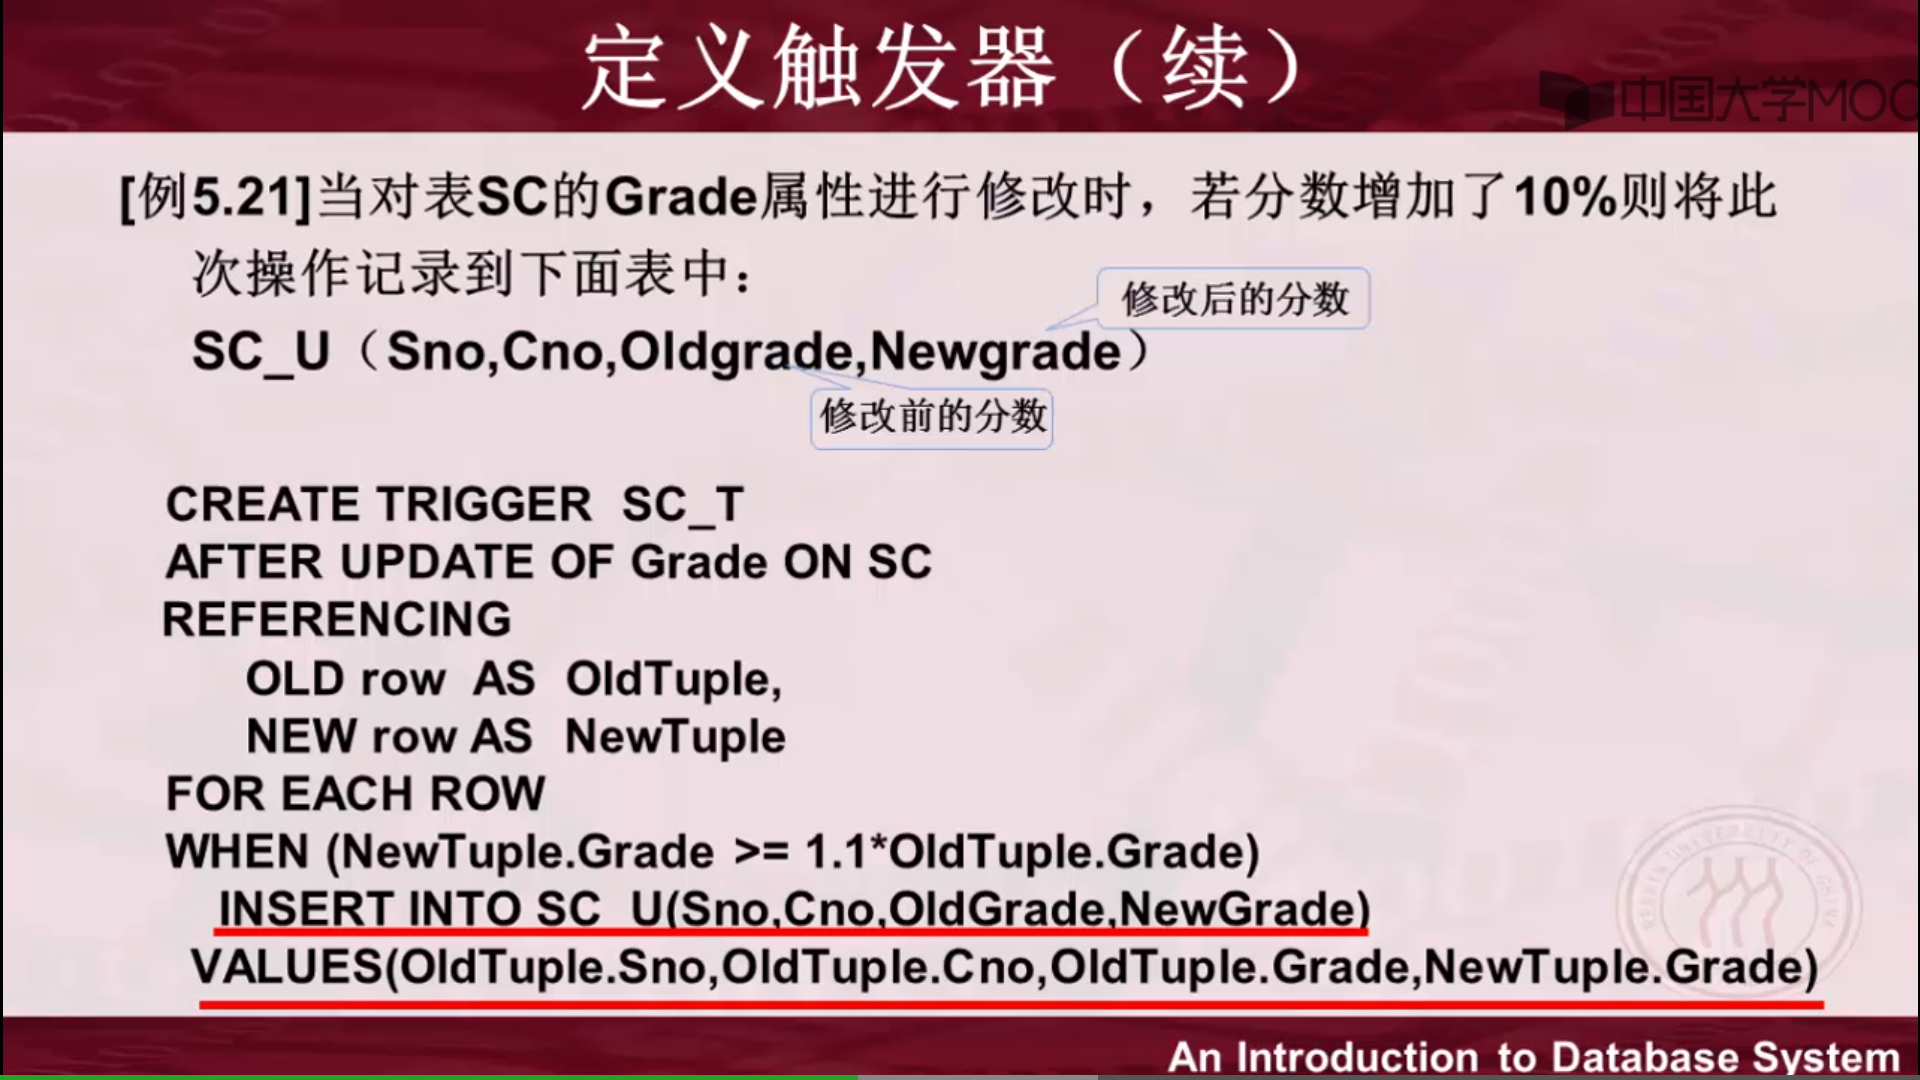 定义触发器（续）
中国大学MOO
[例5.21]当对表SC的Grade属性进行修改时，若分数增加了10%则将此
次操作记录到下面表中：
修改后的分数
SC_U（Sno,Cno,Oldgrade,Newgrade）
修改前的分数
CREATE TRIGGER SC_T
AFTER UPDATE OF Grade ON SC
REFERENCING
OLD row AS OldTuple,
NEW row AS NewTuple
FOR EACH ROW
WHEN (NewTuple.Grade >= 1.1*OldTuple.Grade)
INSERT INTO SC_U(Sno,Cno,OldGrade,NewGrade)
VALUES(OldTuple.Sno,OldTuple.Cno,OldTuple.Grade,NewTuple.Grade)
An Introduction to Database System